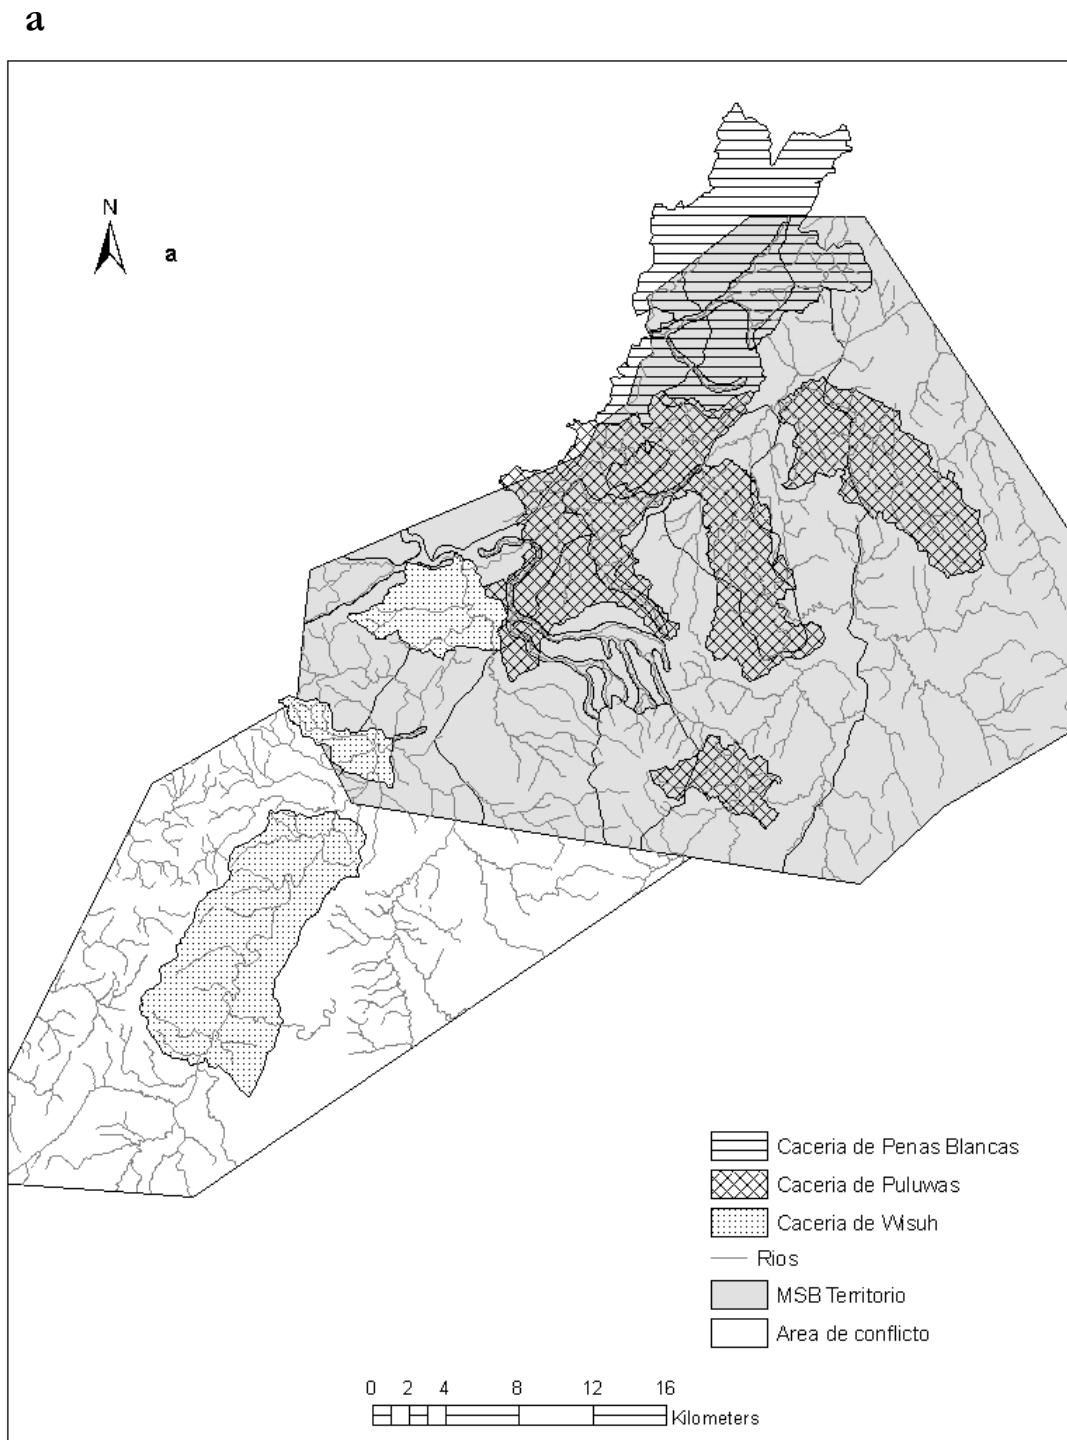 a
N
a
Caceria de Penas Blancas
Caceria de Puluwas
Caceria de Wisuh
Rios
MSB Territorio
Area de conflicto
0 2 4 8 12 16
Kilometers